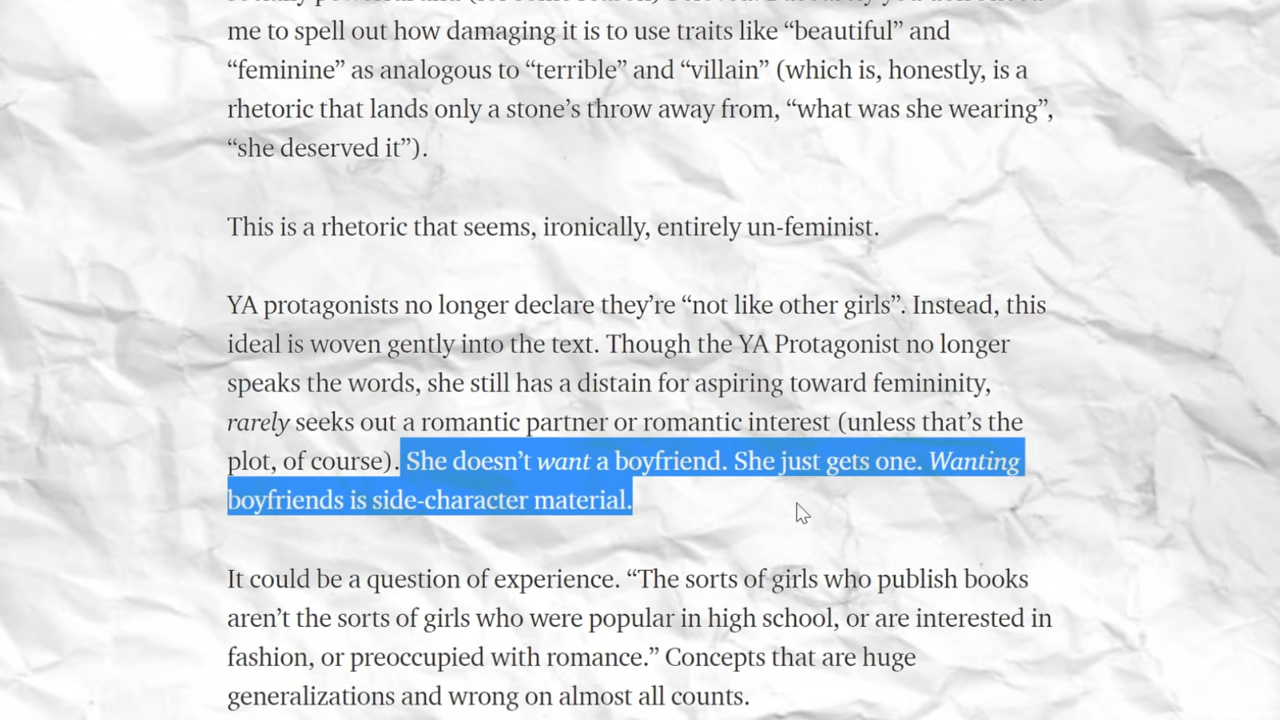 me to spell out how damaging it is to use traits like “beautiful” and
“feminine” as analogous to “terrible” and “villain” (which is, honestly, is a
rhetoric that lands only a stone’s throw away from, “what was she wearing”,
“she deserved it”).
This is a rhetoric that seems, ironically, entirely un-feminist.
YA protagonists no longer declare they’re “not like other girls”. Instead, this
ideal is woven gently into the text. Though the YA Protagonist no longer
speaks the words, she still has a distain for aspiring toward femininity,
rarely seeks out a romantic partner or romantic interest (unless that’s the
plot, of course). She doesn’t want a boyfriend. She just gets one. Wanting
boyfriends is side-character material.
It could be a question of experience. “The sorts of girls who publish books
aren’t the sorts of girls who were popular in high school, or are interested in
fashion, or preoccupied with romance.” Concepts that are huge
generalizations and wrong on almost all counts.